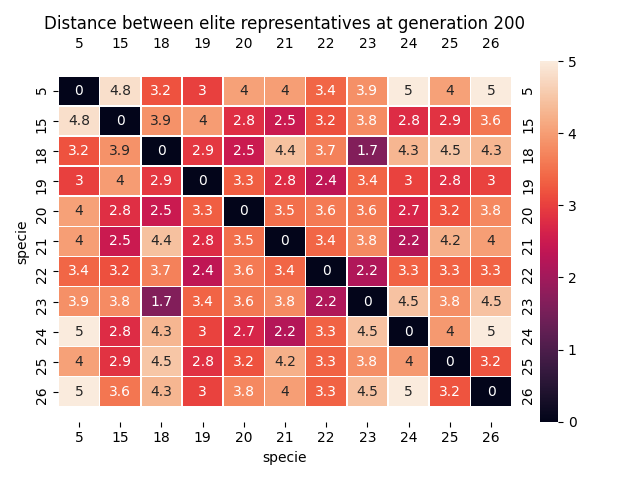 Distance between elite representatives at generation 200
5 15 18 19 20 21 22 23 24 25 26
5 0 4.8 3.2 3 4 4 3.4 3.9 5 4 5 5
15 4.8 0 3.9 4 2.8 2.5 3.2 3.8 2.8 2.9 3.6 15
18 3.2 3.9 0 2.9 2.5 4.4 3.7 1.7 4.3 4.5 4.3 18
19 3 4 2.9 0 3.3 2.8 2.4 3.4 3 2.8 3 19
20 4 2.8 2.5 3.3 0 3.5 3.6 3.6 2.7 3.2 3.8 20
21 4 2.5 4.4 2.8 3.5 0 3.4 3.8 2.2 4.2 4 21
22 3.4 3.2 3.7 2.4 3.6 3.4 0 2.2 3.3 3.3 3.3 22
23 3.9 3.8 1.7 3.4 3.6 3.8 2.2 0 4.5 3.8 4.5 23
24 5 2.8 4.3 3 2.7 2.2 3.3 4.5 0 4 5 24
25 4 2.9 4.5 2.8 3.2 4.2 3.3 3.8 4 0 3.2 25
26 5 3.6 4.3 3 3.8 4 3.3 4.5 5 3.2 0 26
5 15 18 19 20 21 22 23 24 25 26
specie
specie
5
4
3
2
1
0